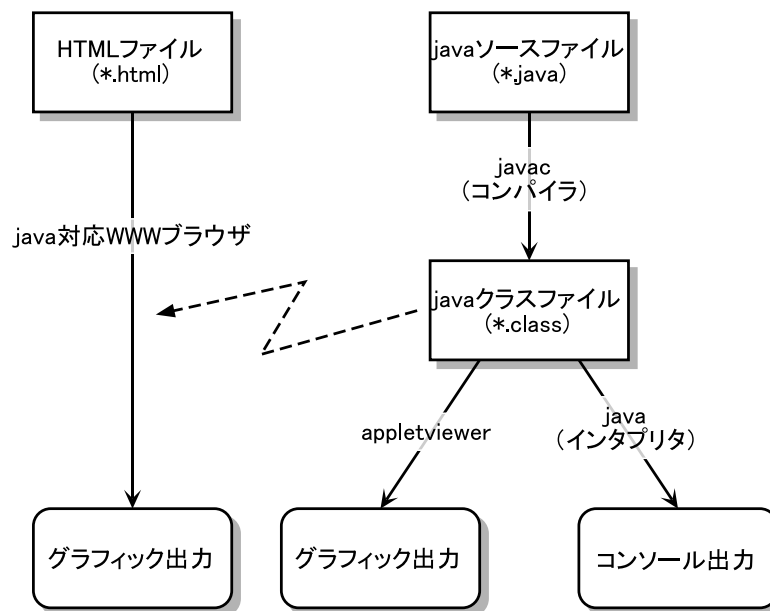 HTMLファイル
(*.html)
javaソースファイル
(*.java)
javac
(コンパイラ)
java対応WWWブラウザ
javaクラスファイル
(*.class)
appletviewer
java
(インタプリタ)
グラフィック出力
グラフィック出力
コンソール出力